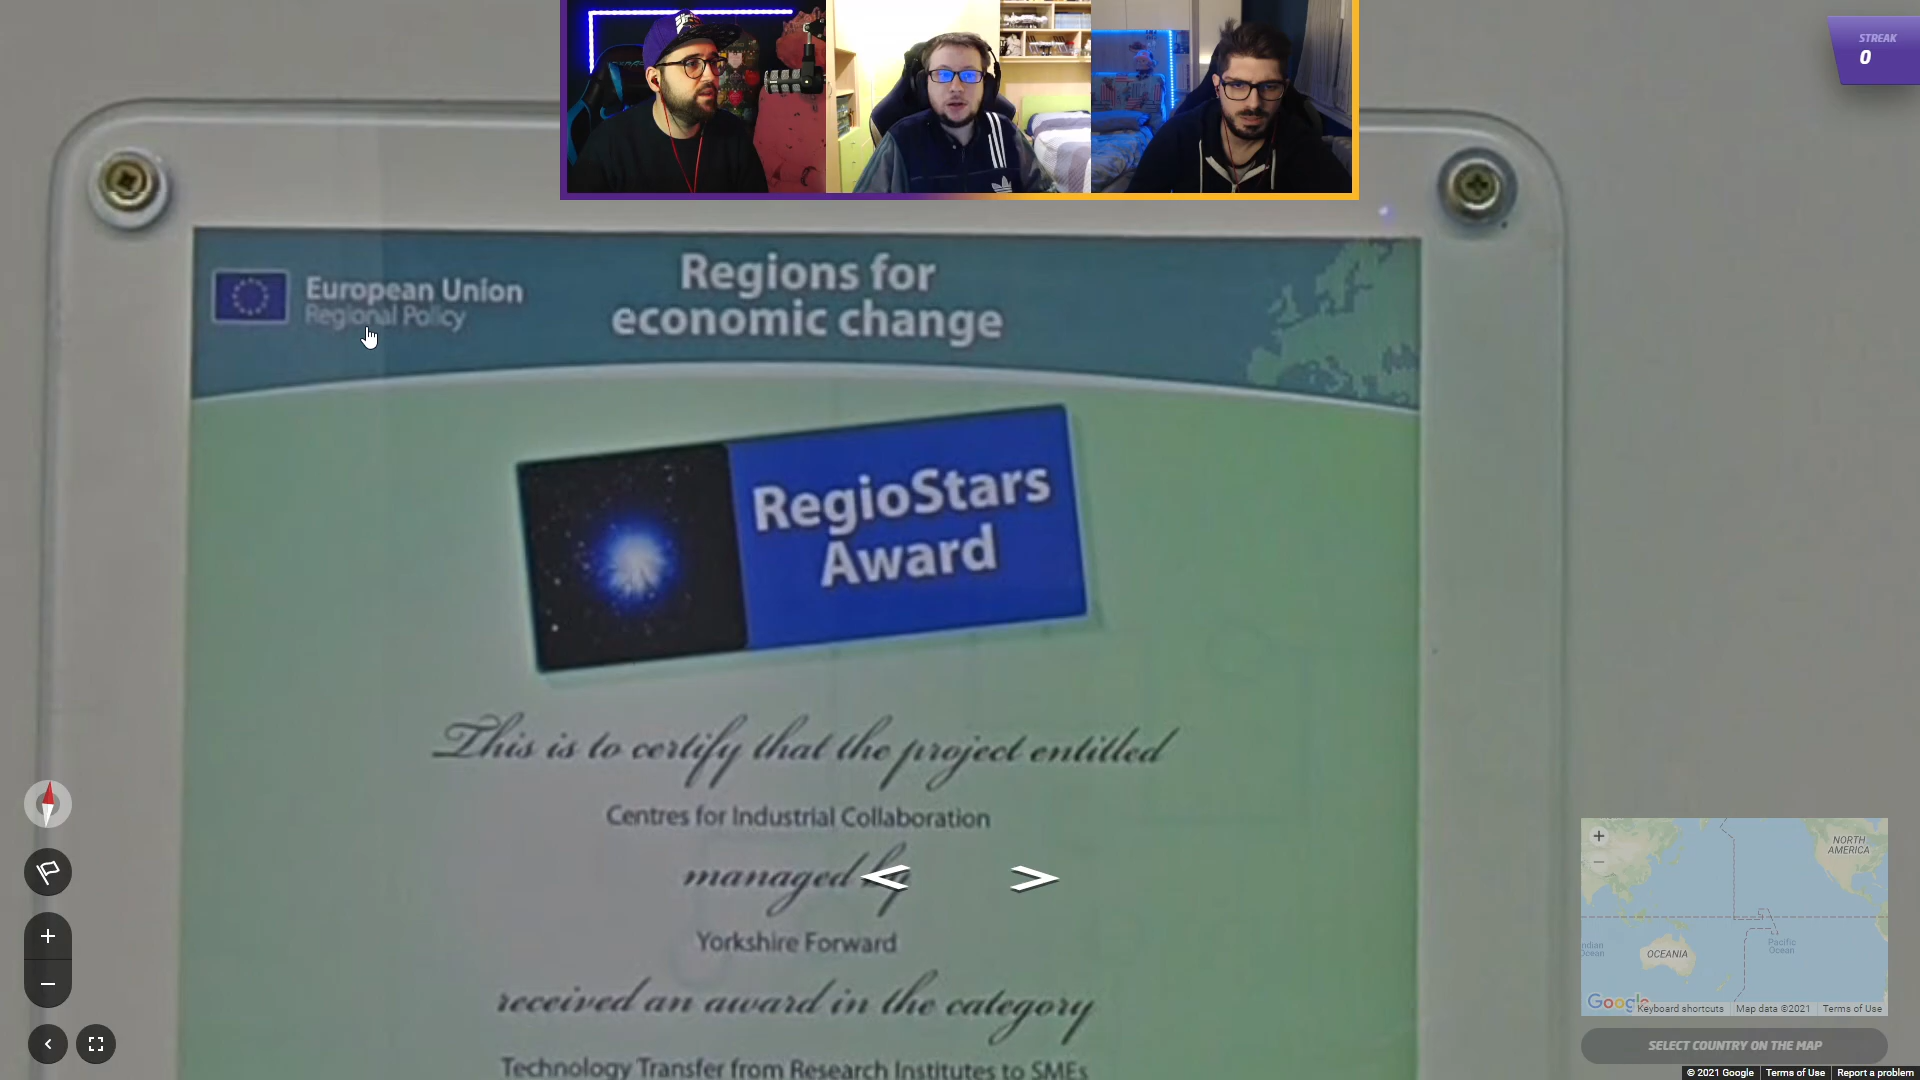 STREAK
0
European Union
Regional Policy
Regions for
economic change
RegioStars
Award
This is to certify that the project entitled
Centres for Industrial Collaboration
managed by
Yorkshire Forward
received an award in the category
Technology Transfer from Research Institutes to SMEs
NORTH
AMERICA
Pacific
Ocean
OCEANIA
Indian
Ocean
Google
Keyboard shortcuts
Map data ©2021
Terms of Use
SELECT COUNTRY ON THE MAP
© 2021 Google
Terms of Use
Report a problem